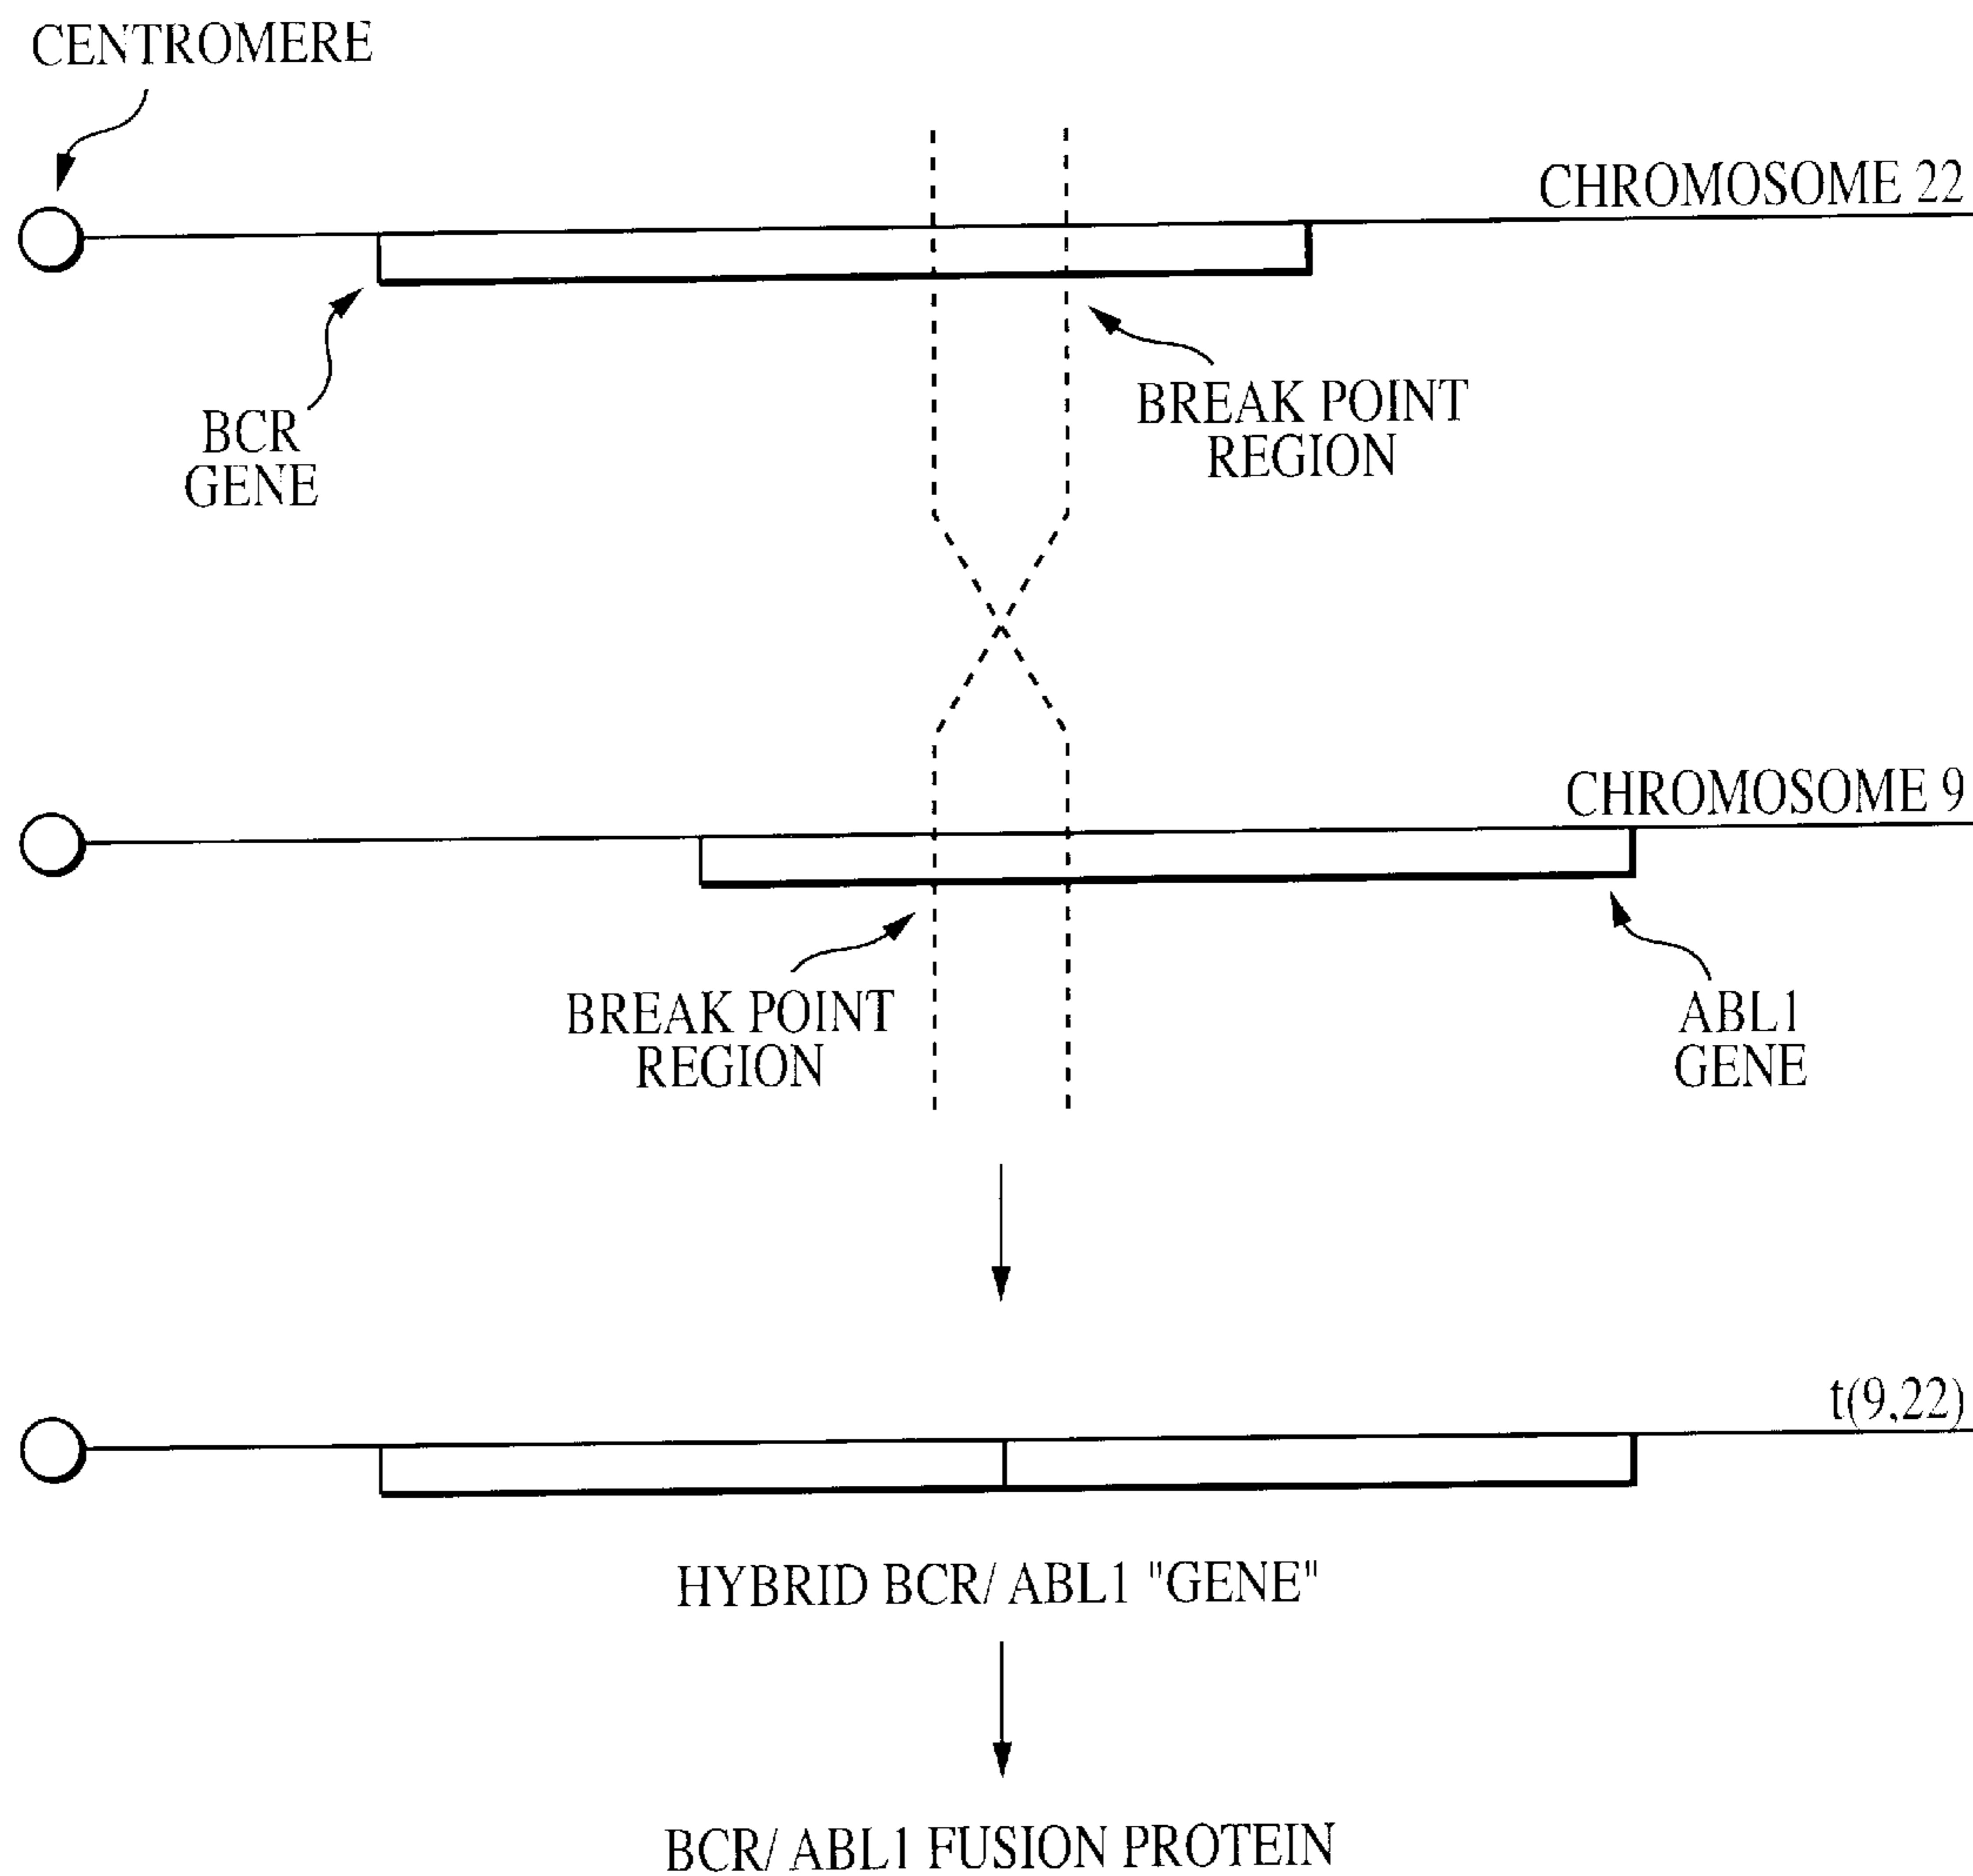 CENTROMERE
CHROMOSOME 22
BCR
GENE
BREAK POINT
REGION
CHROMOSOME 9
BREAK POINT
REGION
ABL1
GENE
t(9,22)
HYBRID BCR/ ABL1 "GENE"
BCR/ ABL1 FUSION PROTEIN